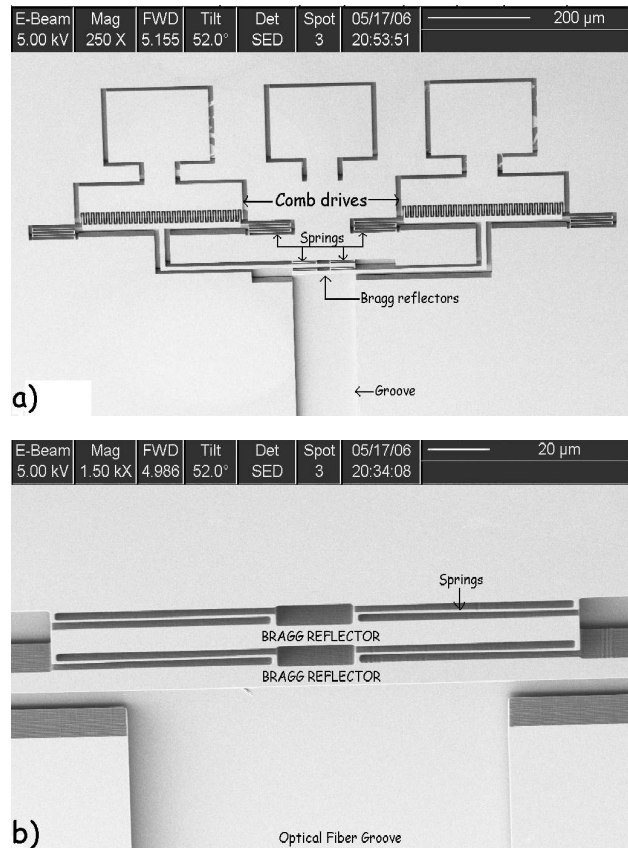 E-Beam Mag FWD Tilt Det Spot 05/17/06 200 µm
5.00 kV 250 X 5.155 52.0° SED 3 20:53:51
Comb drives
Springs
Bragg reflectors
Groove
a)
E-Beam Mag FWD Tilt Det Spot 05/17/06 20 µm
5.00 kV 1.50 kX 4.986 52.0° SED 3 20:34:08
Springs
BRAGG REFLECTOR
BRAGG REFLECTOR
Optical Fiber Groove
b)